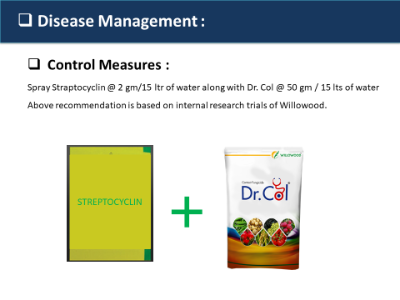 Disease Management :
Control Measures :
Spray Straptocyclin @ 2 gm/15 ltr of water along with Dr. Col @ 50 gm / 15 lts of water
Above recommendation is based on internal research trials of Willowood.
STREPTOCYCLIN
+
WILLOWOOD
Dr.Col